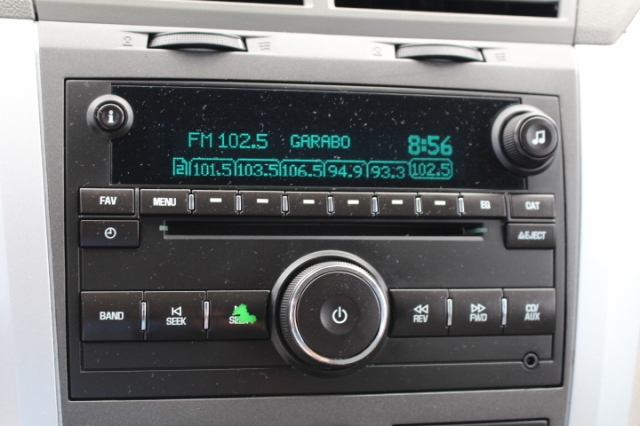 FM 102.5 GARABO 8:56
2 101.5 103.5 106.5 94.9 93.3 102.5
FAV MENU EQ CAT
EJECT
BAND SEEK REV FWD CD/AUX